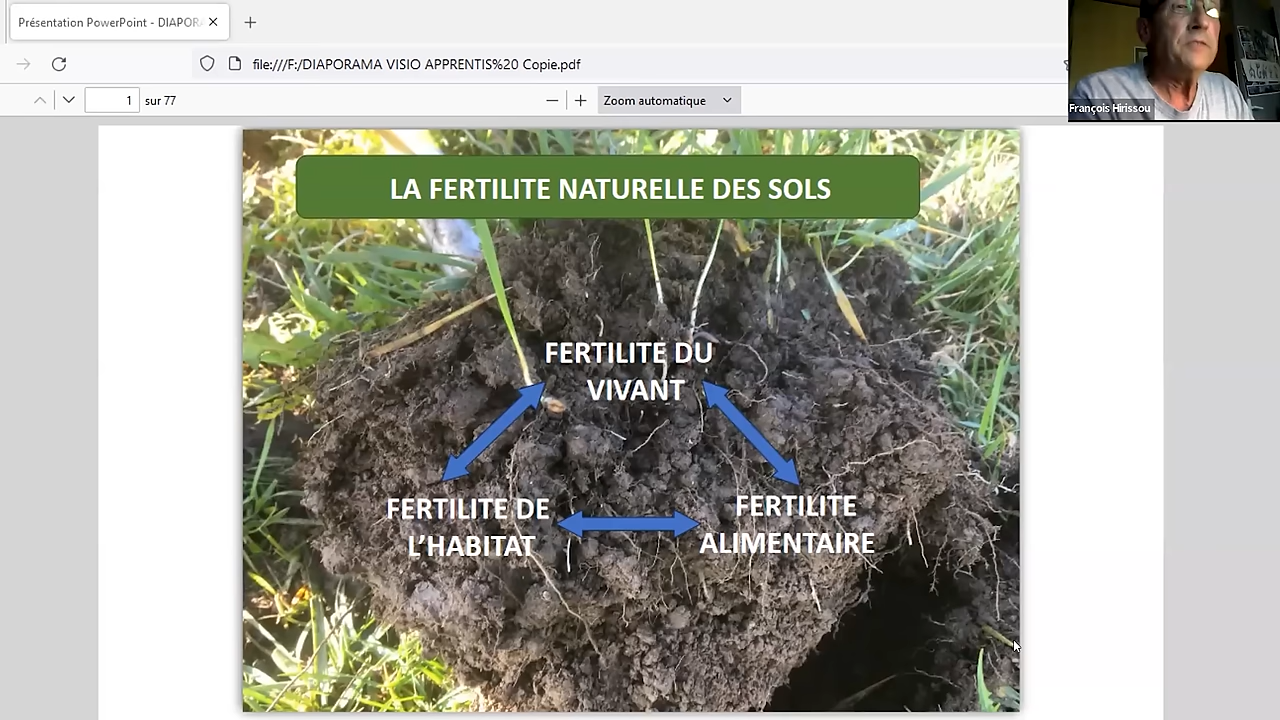 Présentation PowerPoint - DIAPOR
file:///F:/DIAPORAMA VISIO APPRENTIS%20 Copie.pdf
1 sur 77
Zoom automatique
François Hirissou
LA FERTILITE NATURELLE DES SOLS
FERTILITE DU
VIVANT
FERTILITE DE
L’HABITAT
FERTILITE
ALIMENTAIRE